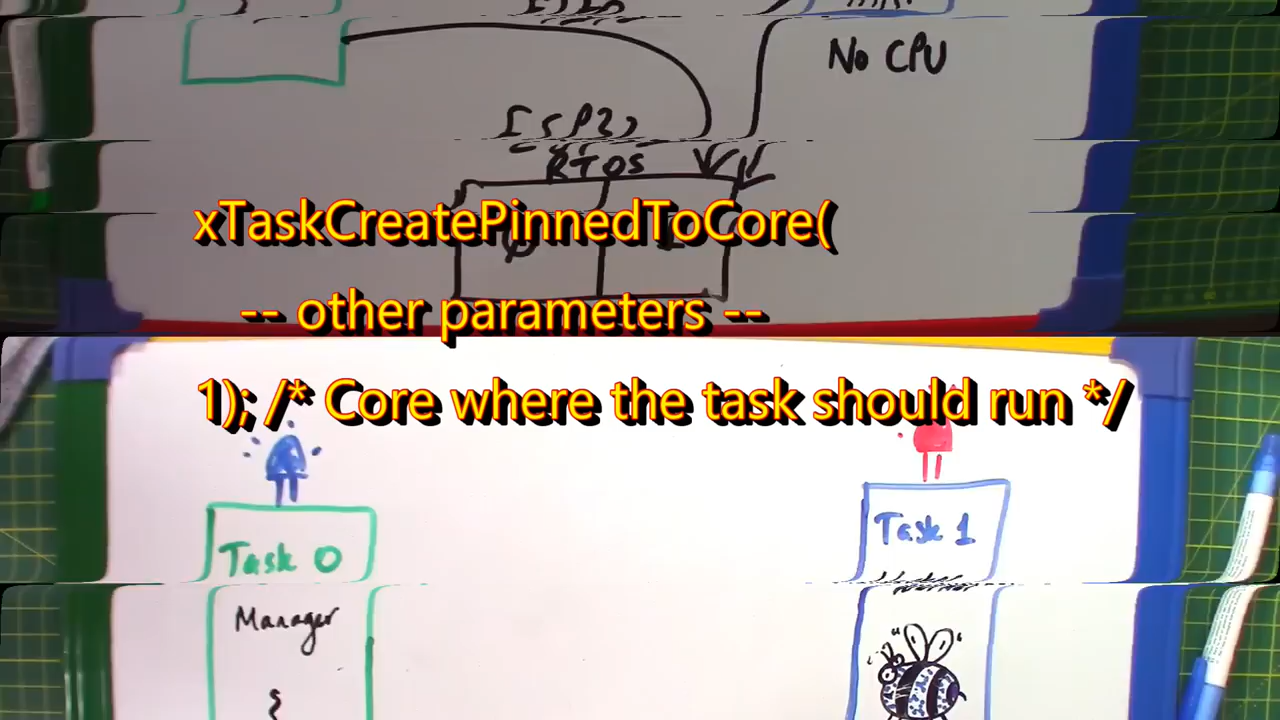 No CPU
RTOS
xTaskCreatePinnedToCore(
-- other parameters --
1); /* Core where the task should run */
Task 0
Task 1
Manager